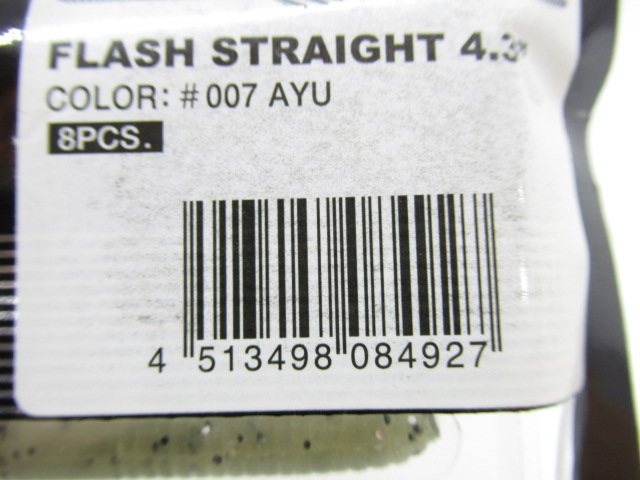 FLASH STRAIGHT 4.3"
COLOR: #007 AYU
8PCS.
4 513498 084927